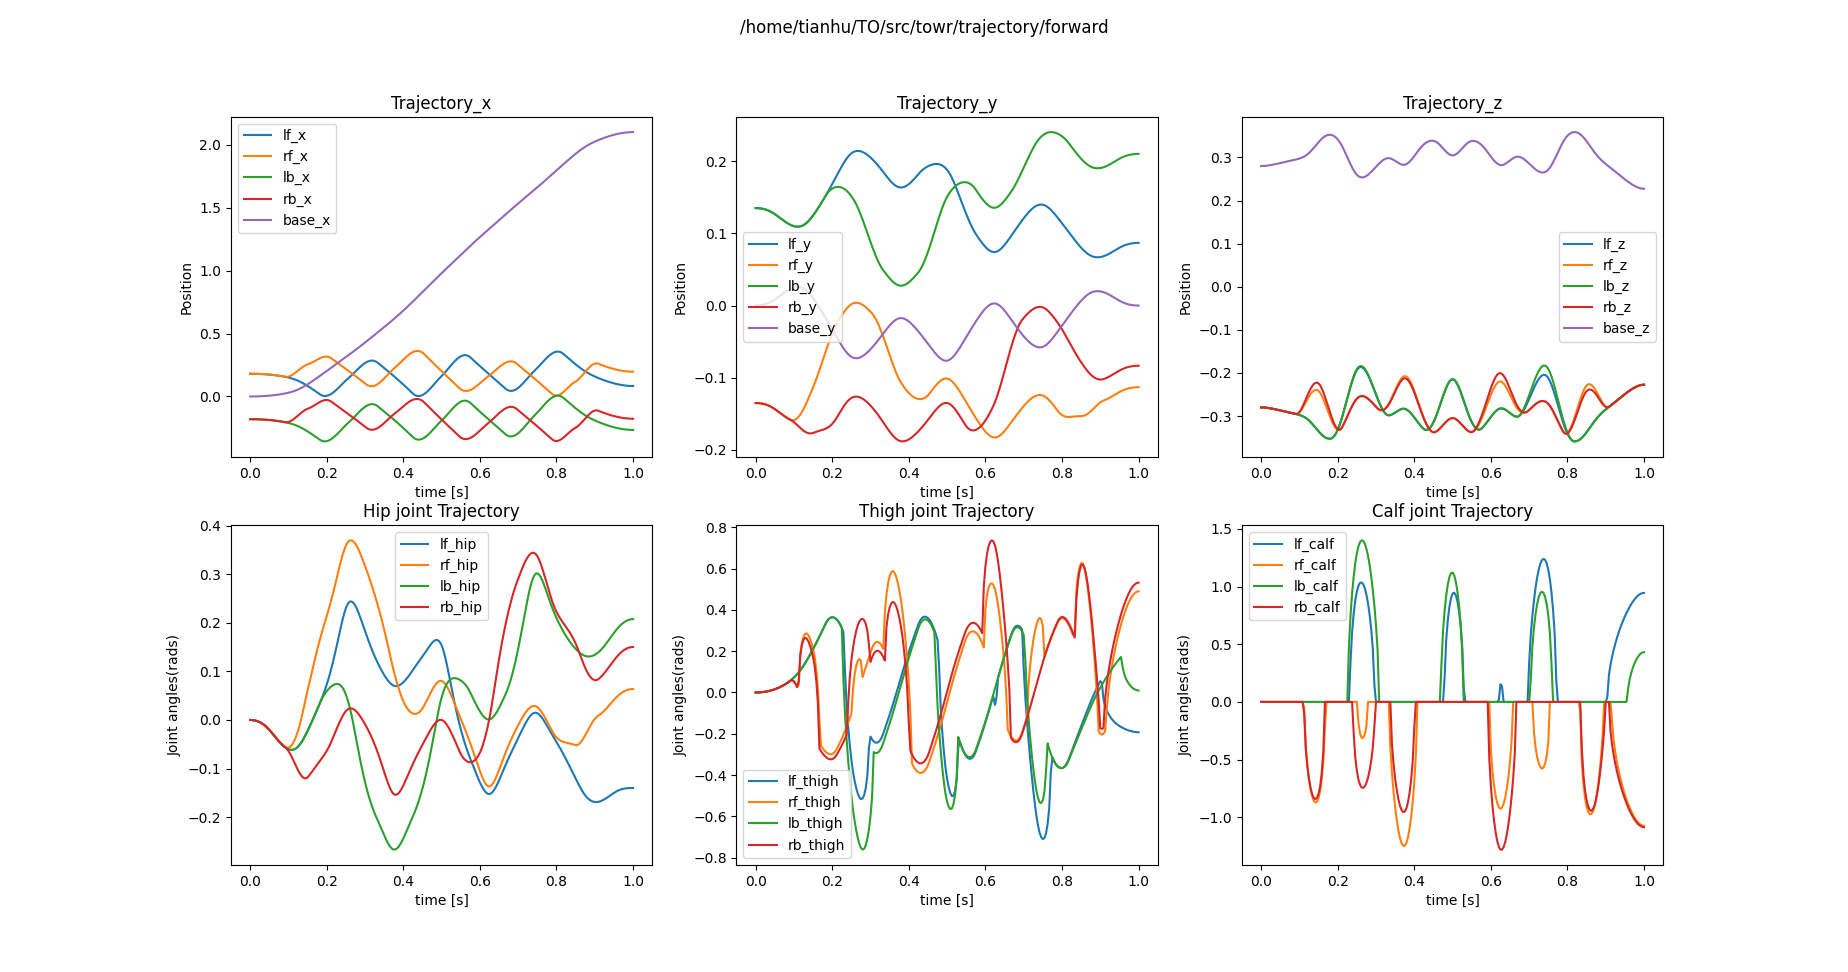 /home/tianhu/TO/src/towr/trajectory/forward
Trajectory_x
Position
2.0
1.5
1.0
0.5
0.0
lf_x
rf_x
lb_x
rb_x
base_x
0.0 0.2 0.4 0.6 0.8 1.0
time [s]
Trajectory_y
Position
0.2
0.1
0.0
−0.1
−0.2
lf_y
rf_y
lb_y
rb_y
base_y
0.0 0.2 0.4 0.6 0.8 1.0
time [s]
Trajectory_z
Position
0.3
0.2
0.1
0.0
−0.1
−0.2
−0.3
lf_z
rf_z
lb_z
rb_z
base_z
0.0 0.2 0.4 0.6 0.8 1.0
time [s]
Hip joint Trajectory
Joint angles(rads)
0.4
0.3
0.2
0.1
0.0
−0.1
−0.2
lf_hip
rf_hip
lb_hip
rb_hip
0.0 0.2 0.4 0.6 0.8 1.0
time [s]
Thigh joint Trajectory
Joint angles(rads)
0.8
0.6
0.4
0.2
0.0
−0.2
−0.4
−0.6
−0.8
lf_thigh
rf_thigh
lb_thigh
rb_thigh
0.0 0.2 0.4 0.6 0.8 1.0
time [s]
Calf joint Trajectory
Joint angles(rads)
1.5
1.0
0.5
0.0
−0.5
−1.0
lf_calf
rf_calf
lb_calf
rb_calf
0.0 0.2 0.4 0.6 0.8 1.0
time [s]